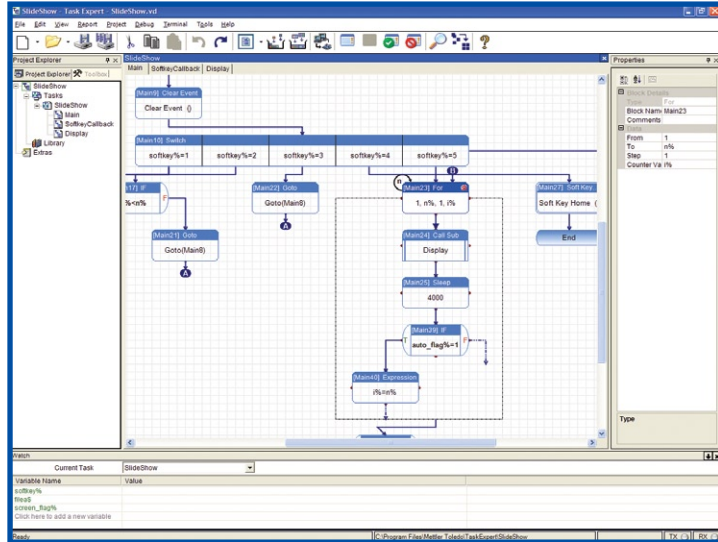 SlideShow - Task Expert - SlideShow.vd
File Edit View Report Project Debug Terminal Tools Help
Project Explorer
Project Explorer Toolbox
SlideShow
Tasks
SlideShow
Main
SoftkeyCallback
Display
Library
Extras
SlideShow
Main SoftkeyCallback Display
[Main9] Clear Event
Clear Event ()
[Main10] Switch
softkey%=1 softkey%=2 softkey%=3 softkey%=4 softkey%=5
B
n
17] IF
%<n%
F
[Main22] Goto
Goto(Main8)
A
[Main23] For
1, n%, 1, i%
[Main27] Soft Key
Soft Key Home (
End
[Main21] Goto
Goto(Main8)
A
[Main24] Call Sub
Display
[Main25] Sleep
4000
IF
T auto_flag%=1 F
[Main40] Expression
i%=n%
Properties
Block Details
Type For
Block Name Main23
Comments
Data
From 1
To n%
Step 1
Counter Va i%
Type
Watch
Current Task SlideShow
Variable Name Value
softkey%
screen_flag%
Click here to add a new variable
Ready C:\Program Files\Mettler Toledo\TaskExpert\SlideShow TX RX